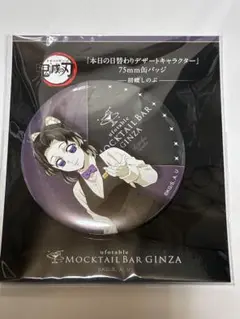 鬼滅の刃
「本日の日替わりデザートキャラクター」
75mm缶バッジ
胡蝶しのぶ
ufotable
MOCKTAIL BAR
GINZA
ufotable
MOCKTAIL BAR GINZA